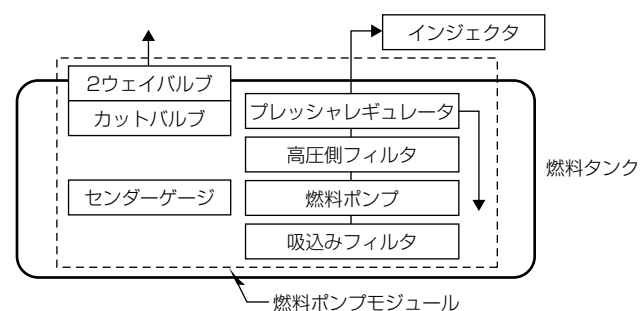 インジェクタ
2ウェイバルブ
カットバルブ
プレッシャレギュレータ
高圧側フィルタ
燃料タンク
センダーゲージ
燃料ポンプ
吸込みフィルタ
燃料ポンプモジュール